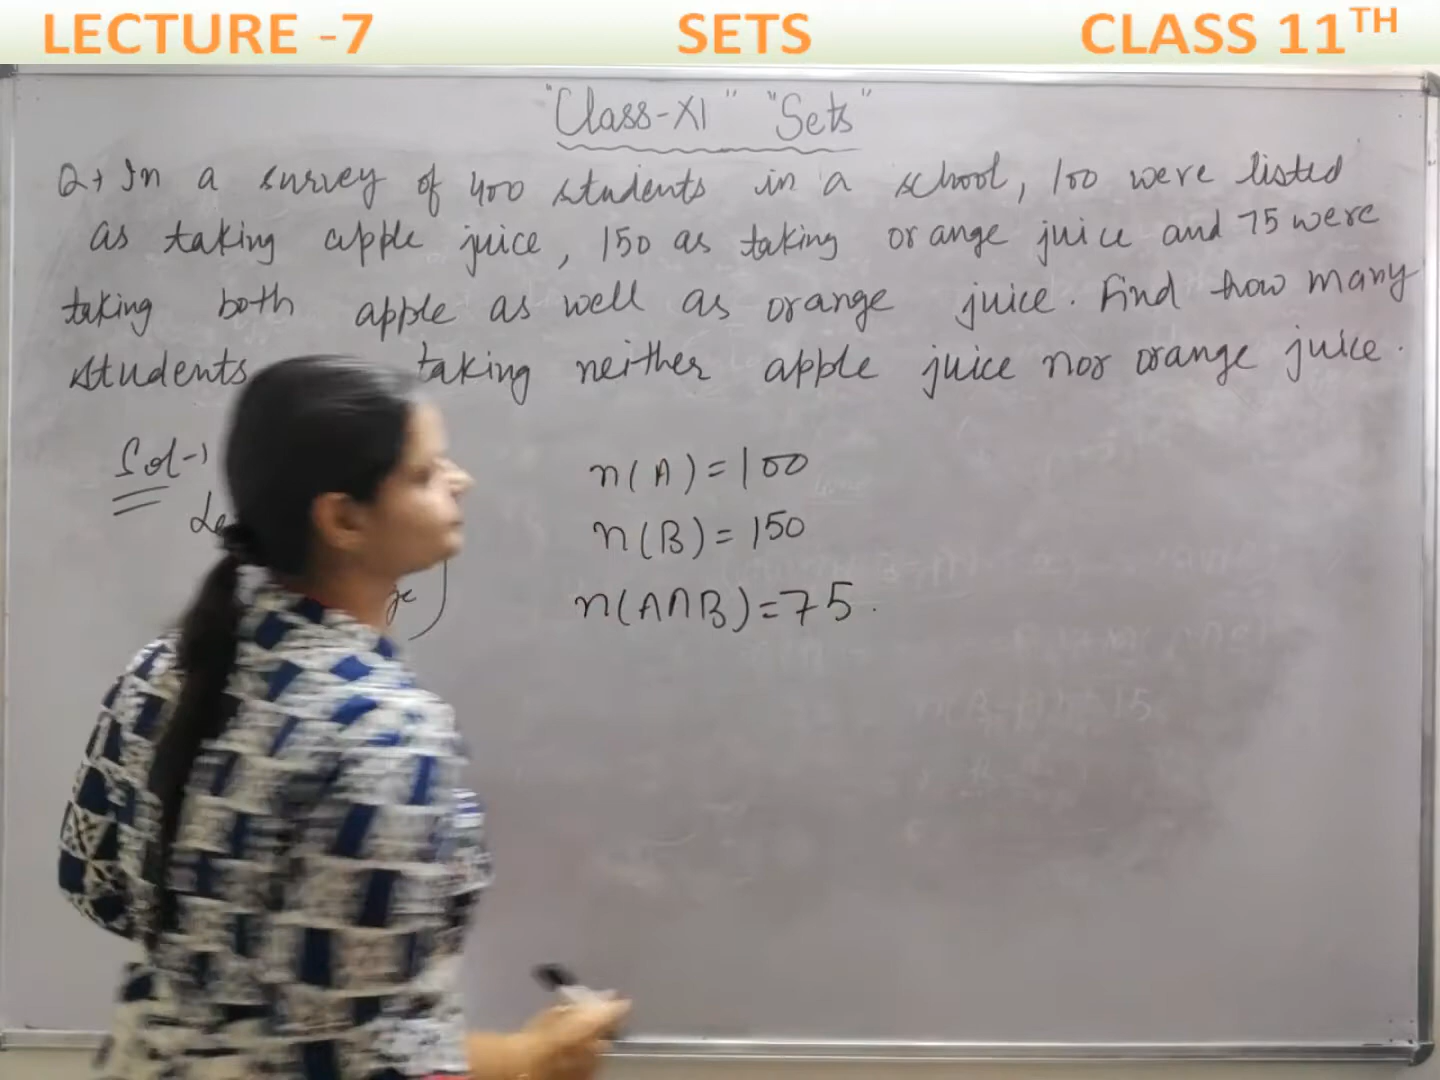 LECTURE -7 SETS CLASS 11TH
"Class-XI" "Sets"
Q→ In a survey of 400 students in a school, 100 were listed
as taking apple juice, 150 as taking orange juice and 75 were
taking both apple as well as orange juice. Find how many
students taking neither apple juice nor orange juice.
Sol→
n(A)=100
n(B)=150
n(A∩B)=75.